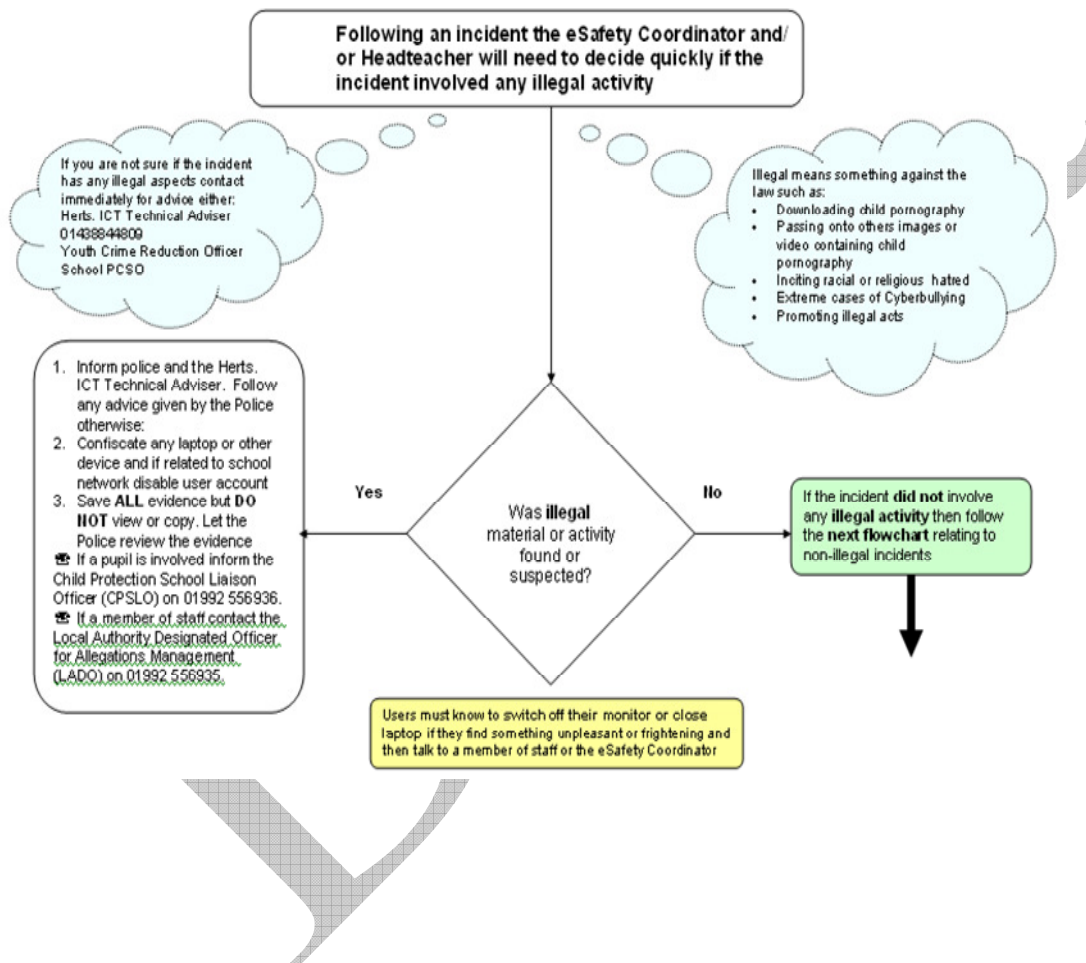 Following an incident the eSafety Coordinator and/
or Headteacher will need to decide quickly if the
incident involved any illegal activity
If you are not sure if the incident
has any illegal aspects contact
immediately for advice either:
Herts. ICT Technical Adviser
01438844809
Youth Crime Reduction Officer
School PCSO
Illegal means something against the
law such as:
• Downloading child pornography
• Passing onto others images or
video containing child
pornography
• Inciting racial or religious hatred
• Extreme cases of Cyberbullying
• Promoting illegal acts
1. Inform police and the Herts.
ICT Technical Adviser. Follow
any advice given by the Police
otherwise:
2. Confiscate any laptop or other
device and if related to school
network disable user account
3. Save ALL evidence but DO
NOT view or copy. Let the
Police review the evidence
☎ If a pupil is involved inform the
Child Protection School Liaison
Officer (CPSLO) on 01992 556936.
☎ If a member of staff contact the
Local Authority Designated Officer
for Allegations Management
(LADO) on 01992 556935.
Yes
Was illegal
material or activity
found or
suspected?
No
If the incident did not involve
any illegal activity then follow
the next flowchart relating to
non-illegal incidents
Users must know to switch off their monitor or close
laptop if they find something unpleasant or frightening and
then talk to a member of staff or the eSafety Coordinator